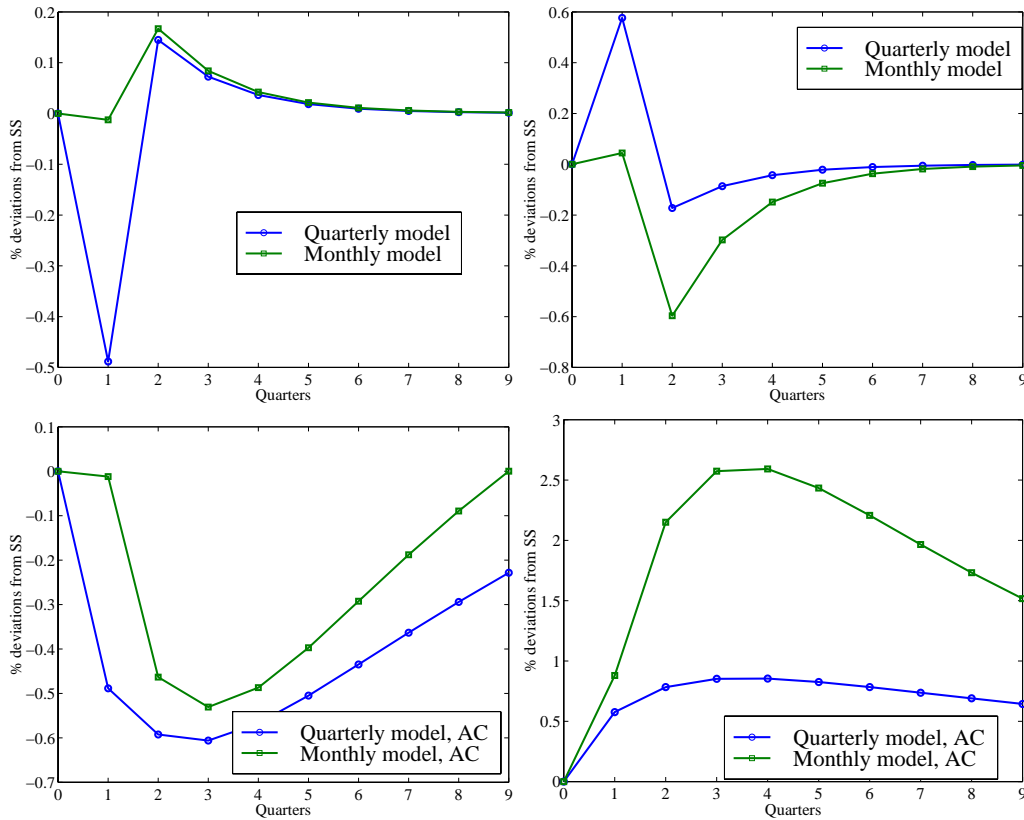 0.2
0.1
0
−0.1
−0.2
−0.3
−0.4
−0.5
% deviations from SS
Quarterly model
Monthly model
0 1 2 3 4 5 6 7 8 9
Quarters
0.6
0.4
0.2
0
−0.2
−0.4
−0.6
−0.8
% deviations from SS
Quarterly model
Monthly model
0 1 2 3 4 5 6 7 8 9
Quarters
0.1
0
−0.1
−0.2
−0.3
−0.4
−0.5
−0.6
−0.7
% deviations from SS
Quarterly model, AC
Monthly model, AC
0 1 2 3 4 5 6 7 8 9
Quarters
3
2.5
2
1.5
1
0.5
0
% deviations from SS
Quarterly model, AC
Monthly model, AC
0 1 2 3 4 5 6 7 8 9
Quarters